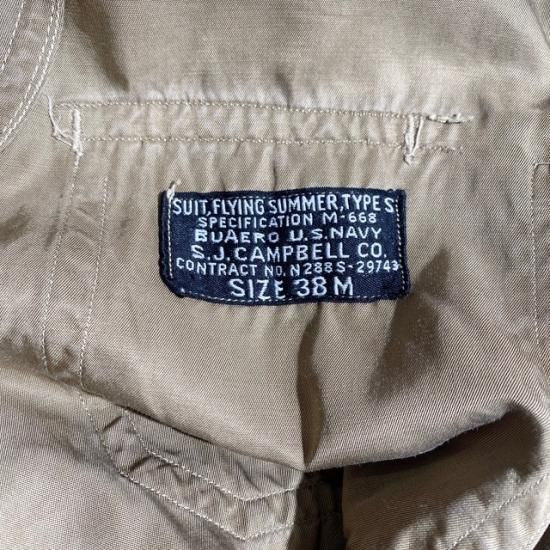 SUIT, FLYING SUMMER, TYPE S
SPECIFICATION M-668
BUAERO U.S. NAVY
S. J. CAMPBELL CO.
CONTRACT NO. N288S-29743
SIZE 38 M